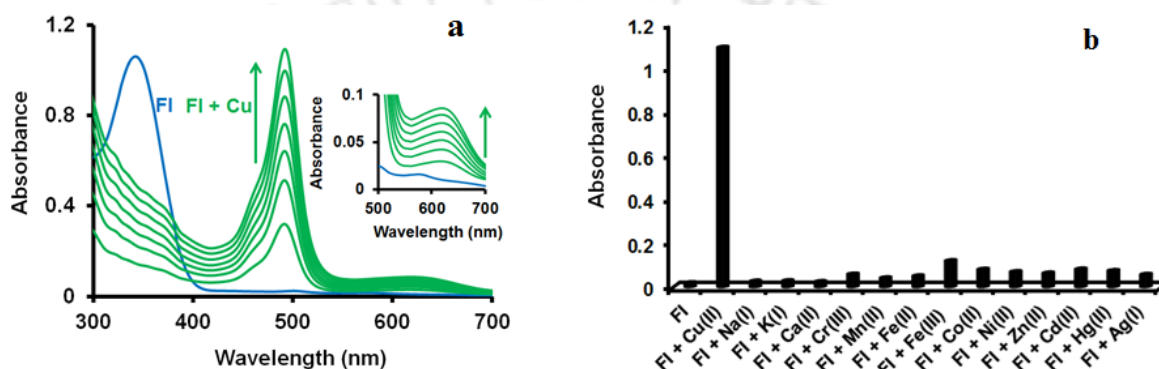 a
1.2
0.8
0.4
0
Absorbance
Fl
Fl + Cu
300
400
500
600
700
Wavelength (nm)
0.1
0.05
0
Absorbance
500
600
700
Wavelength (nm)
b
1.2
1
0.8
0.6
0.4
0.2
0
Absorbance
Fl
Fl + Cu(II)
Fl + Na(I)
Fl + K(I)
Fl + Ca(II)
Fl + Cr(III)
Fl + Mn(II)
Fl + Fe(II)
Fl + Fe(III)
Fl + Co(II)
Fl + Ni(II)
Fl + Zn(II)
Fl + Cd(II)
Fl + Hg(II)
Fl + Ag(I)